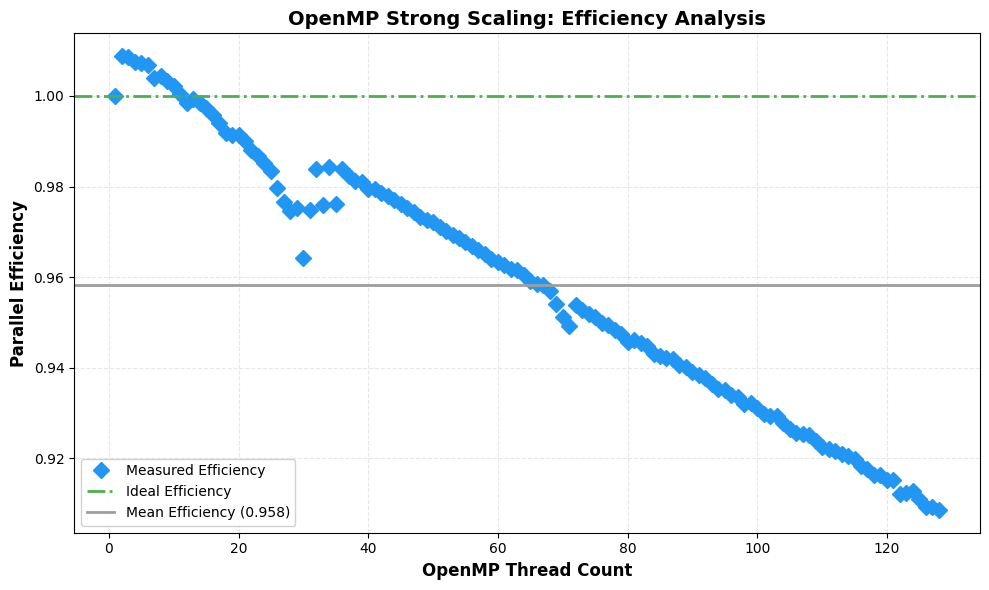 OpenMP Strong Scaling: Efficiency Analysis
Parallel Efficiency
1.00
0.98
0.96
0.94
0.92
Measured Efficiency
Ideal Efficiency
Mean Efficiency (0.958)
0 20 40 60 80 100 120
OpenMP Thread Count